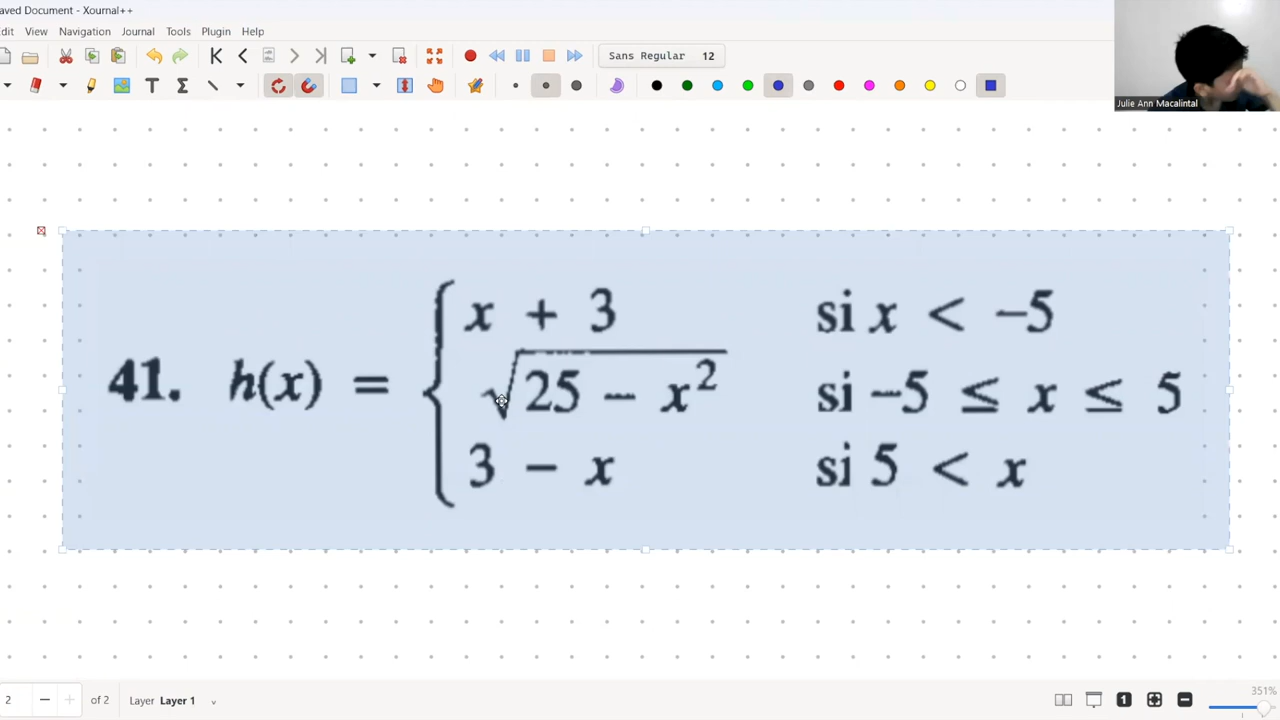 aved Document - Xournal++
dit View Navigation Journal Tools Plugin Help
Sans Regular 12
Julie Ann Macalintal
41. h(x) = { x + 3 si x < −5
√25 − x² si −5 ≤ x ≤ 5
3 − x si 5 < x
2 of 2 Layer Layer 1 351%